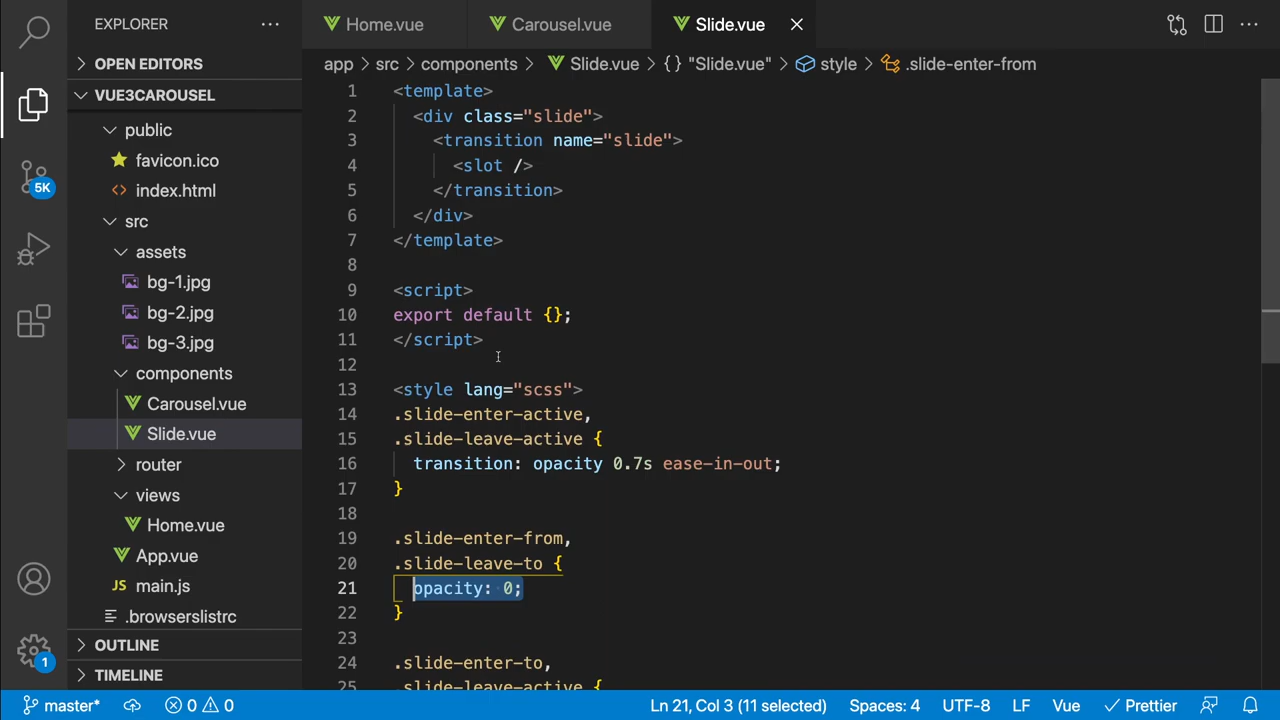 EXPLORER
···
OPEN EDITORS
VUE3CAROUSEL
public
favicon.ico
<> index.html
src
assets
bg-1.jpg
bg-2.jpg
bg-3.jpg
components
Carousel.vue
Slide.vue
router
views
Home.vue
App.vue
JS main.js
.browserslistrc
OUTLINE
TIMELINE
5K
1
Home.vue
Carousel.vue
Slide.vue
···
app > src > components > Slide.vue > {} "Slide.vue" > style > .slide-enter-from
1 <template>
2 <div class="slide">
3 <transition name="slide">
4 <slot />
5 </transition>
6 </div>
7 </template>
8
9 <script>
10 export default {};
11 </script>
12
13 <style lang="scss">
14 .slide-enter-active,
15 .slide-leave-active {
16 transition: opacity 0.7s ease-in-out;
17 }
18
19 .slide-enter-from,
20 .slide-leave-to {
21 opacity: 0;
22 }
23
24 .slide-enter-to,
25 .slide-leave-active {
master* 0 0 Ln 21, Col 3 (11 selected) Spaces: 4 UTF-8 LF Vue Prettier